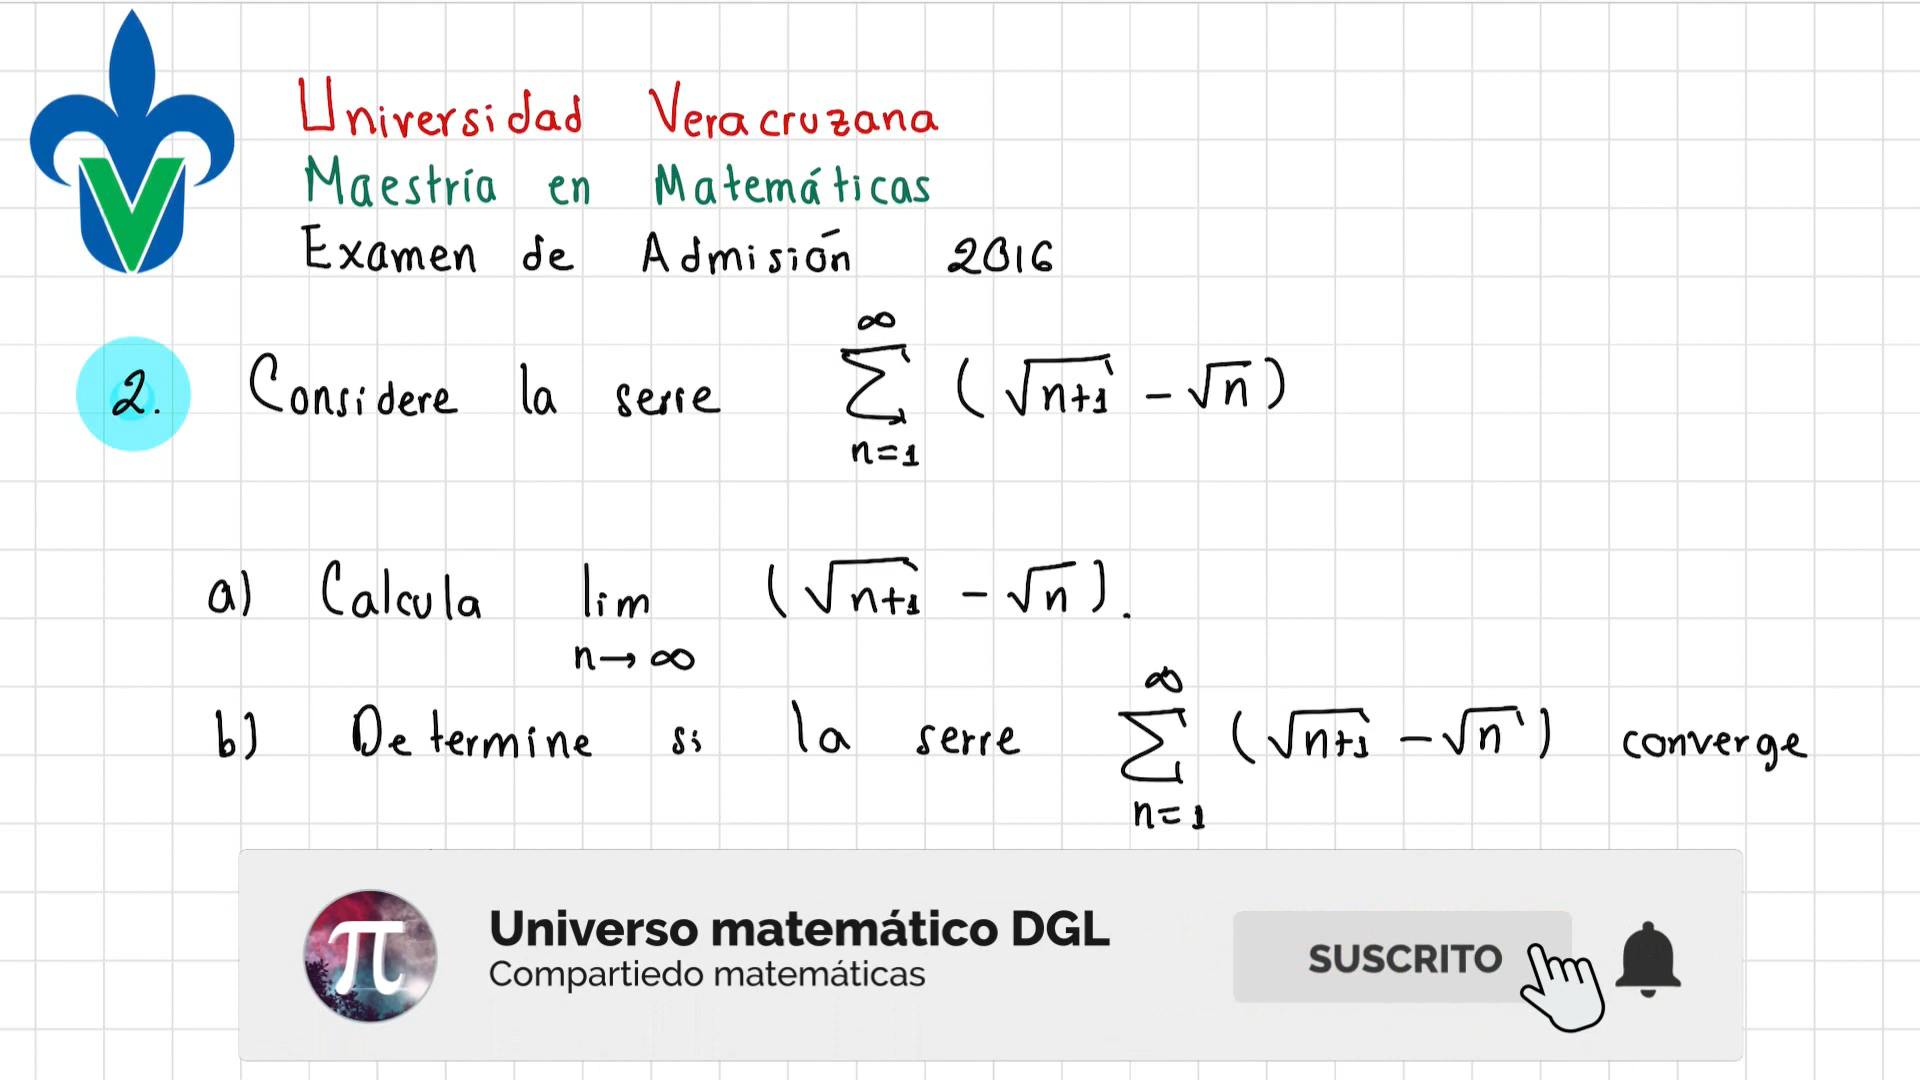 Universidad Veracruzana
Maestría en Matemáticas
Examen de Admisión 2016
2. Considere la serie ∑_{n=1}^{∞} (√(n+1) - √n)
a) Calcula lim_{n→∞} (√(n+1) - √n).
b) Determine si la serie ∑_{n=1}^{∞} (√(n+1) - √n) converge
Universo matemático DGL
Compartiedo matemáticas
SUSCRITO